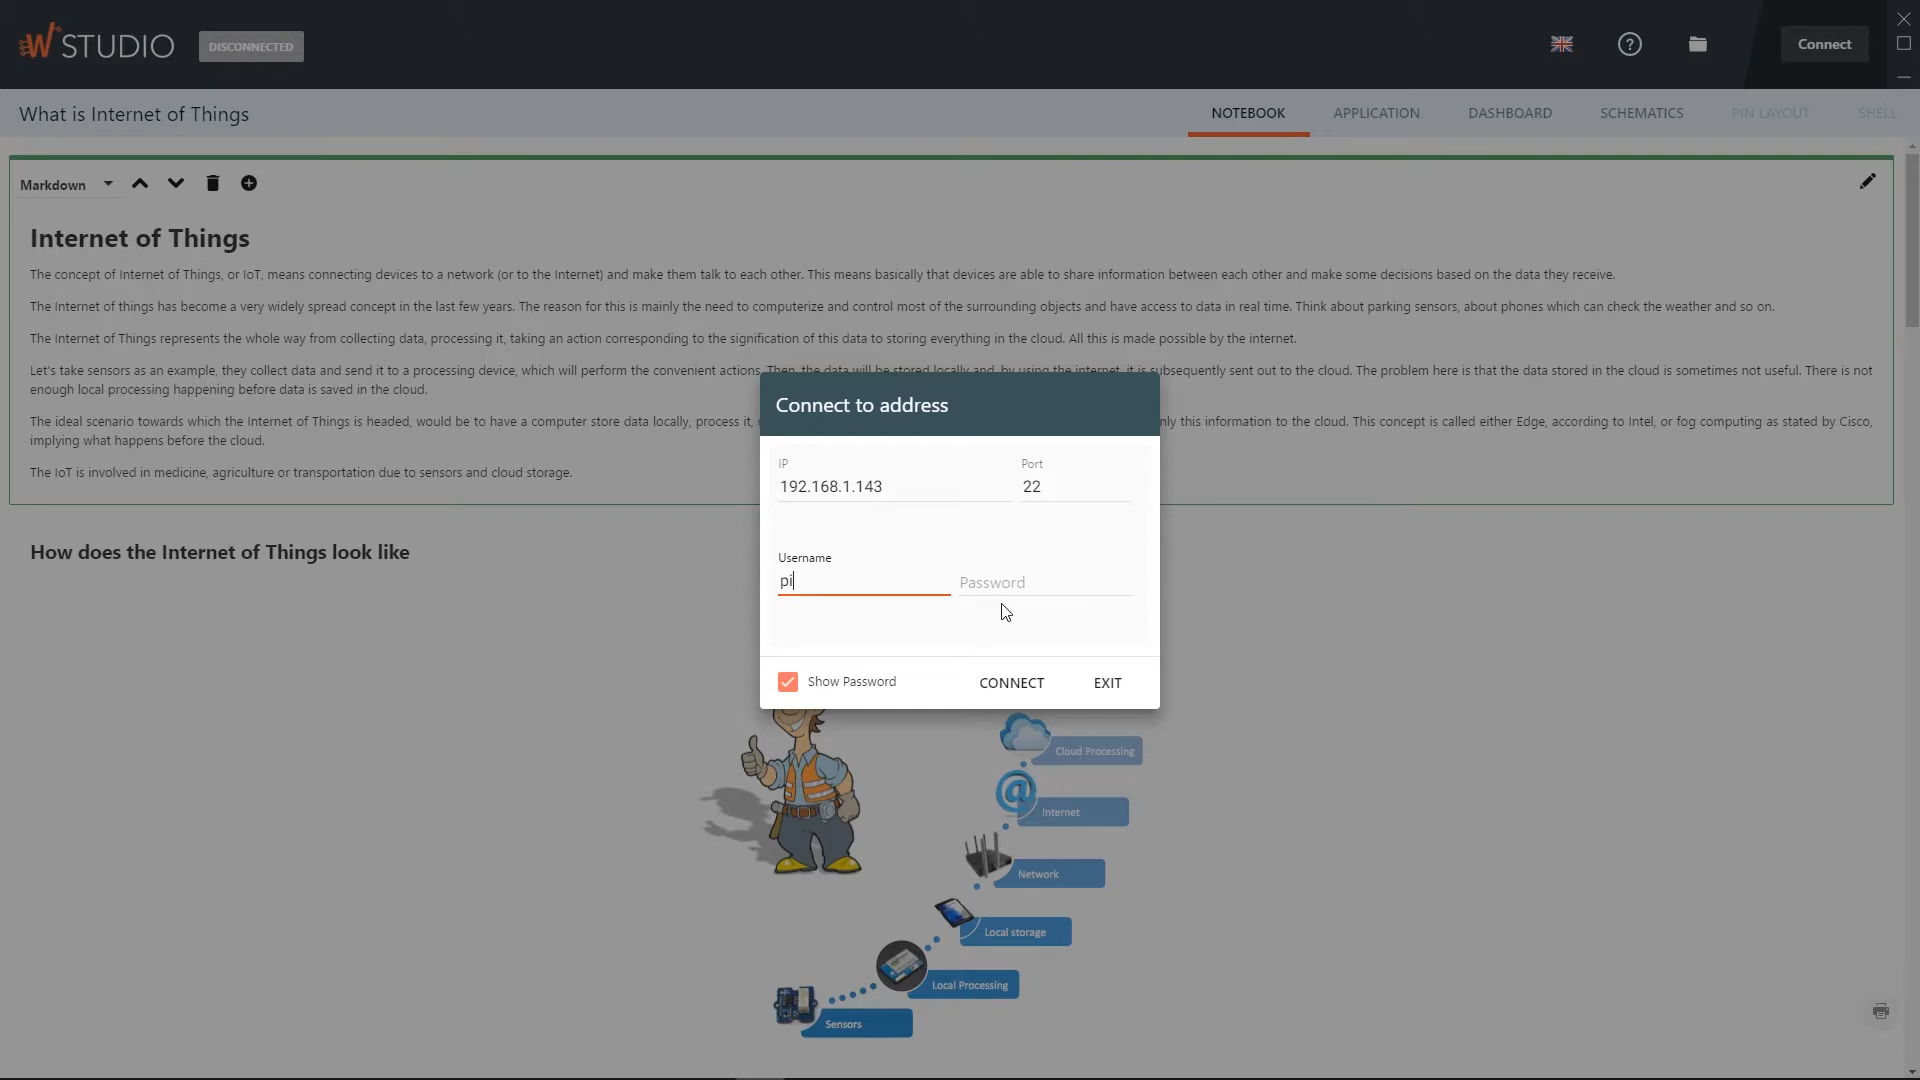 W STUDIO
DISCONNECTED
Connect
What is Internet of Things
NOTEBOOK
APPLICATION
DASHBOARD
SCHEMATICS
PIN LAYOUT
SHELL
Markdown
Internet of Things
The concept of Internet of Things, or IoT, means connecting devices to a network (or to the Internet) and make them talk to each other. This means basically that devices are able to share information between each other and make some decisions based on the data they receive.
The Internet of things has become a very widely spread concept in the last few years. The reason for this is mainly the need to computerize and control most of the surrounding objects and have access to data in real time. Think about parking sensors, about phones which can check the weather and so on.
The Internet of Things represents the whole way from collecting data, processing it, taking an action corresponding to the signification of this data to storing everything in the cloud. All this is made possible by the internet.
Let's take sensors as an example, they collect data and send it to a processing device, which will perform the convenient actions. Then, the data will be stored locally and, by using the internet, it is subsequently sent out to the cloud. The problem here is that the data stored in the cloud is sometimes not useful. There is not
enough local processing happening before data is saved in the cloud.
The ideal scenario towards which the Internet of Things is headed, would be to have a computer store data locally, process it, nly this information to the cloud. This concept is called either Edge, according to Intel, or fog computing as stated by Cisco,
implying what happens before the cloud.
The IoT is involved in medicine, agriculture or transportation due to sensors and cloud storage.
How does the Internet of Things look like
Connect to address
IP
Port
192.168.1.143
22
Username
pi
Password
Show Password
CONNECT
EXIT
Cloud Processing
@
Internet
Network
Local storage
Local Processing
Sensors